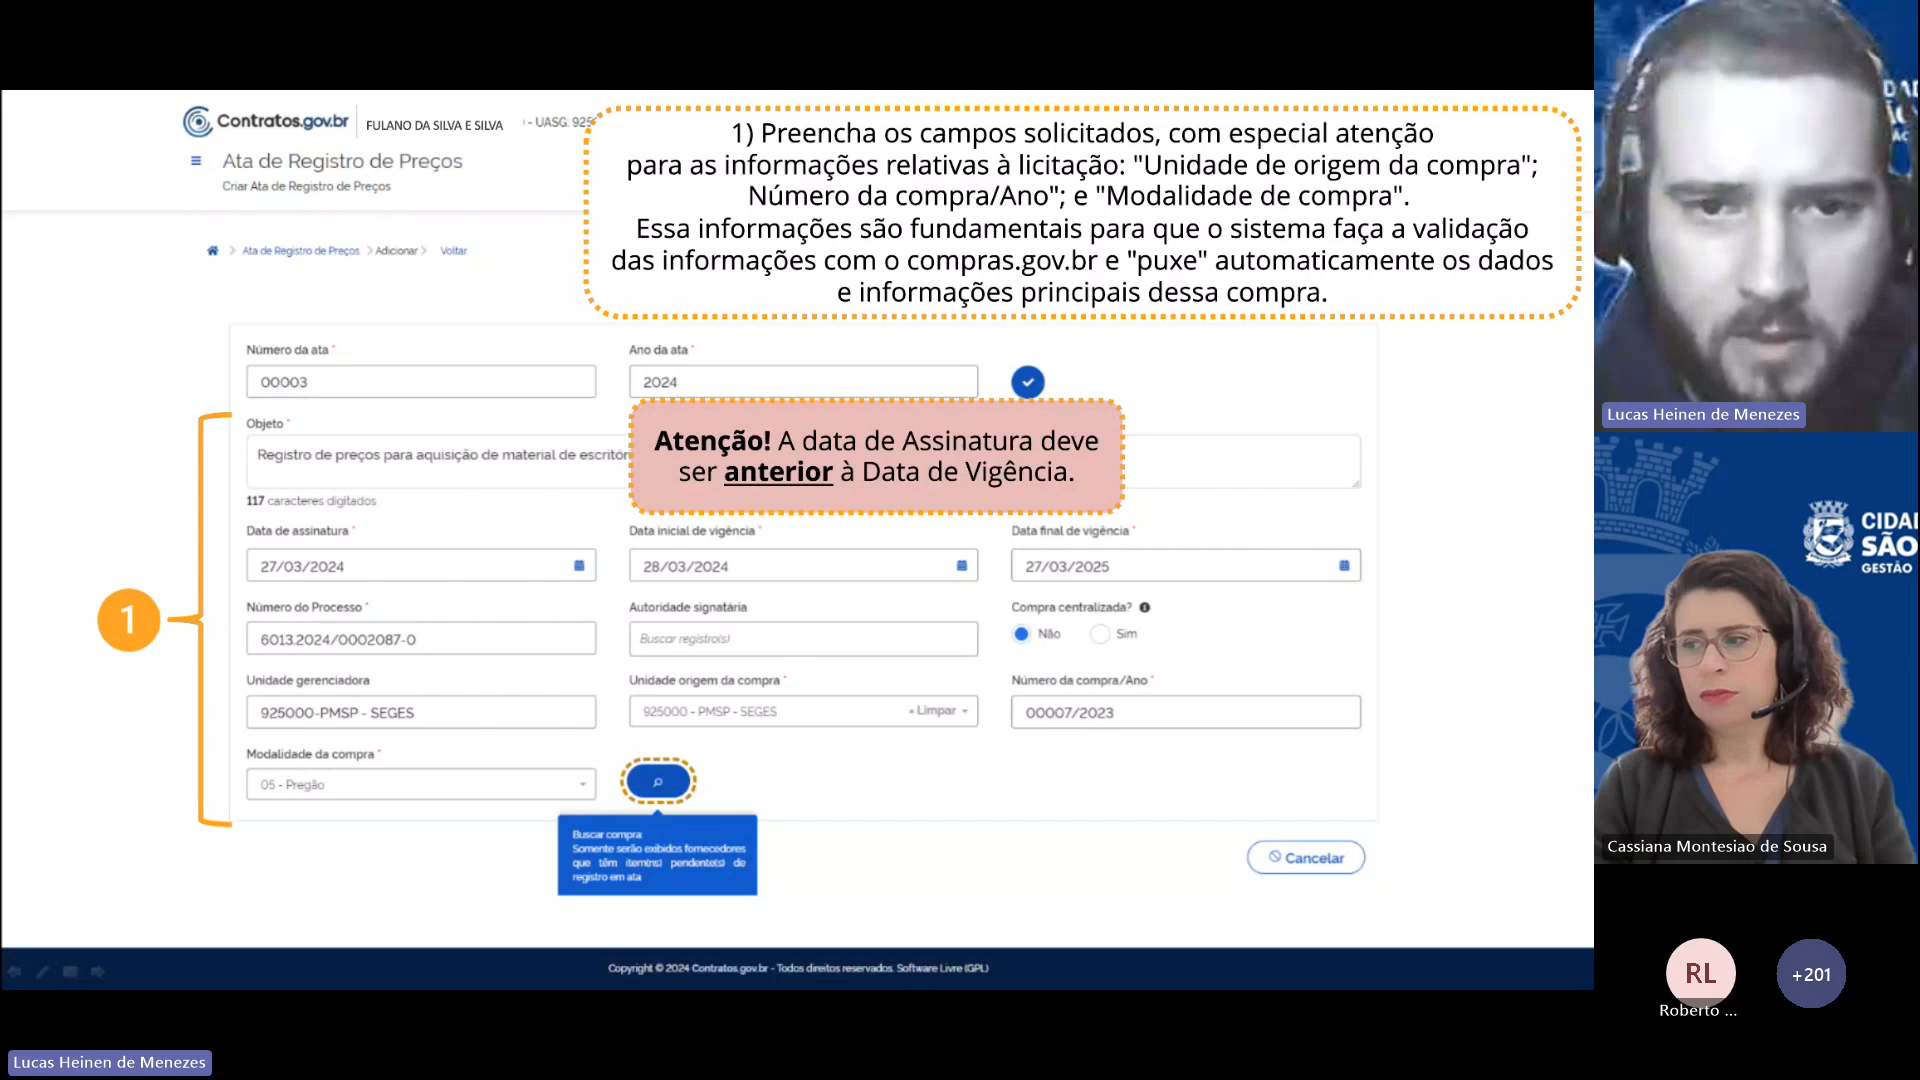 Contratos.gov.br
FULANO DA SILVA E SILVA
- UASG. 925
Ata de Registro de Preços
Criar Ata de Registro de Preços
1) Preencha os campos solicitados, com especial atenção
para as informações relativas à licitação: "Unidade de origem da compra";
Número da compra/Ano"; e "Modalidade de compra".
Essa informações são fundamentais para que o sistema faça a validação
das informações com o compras.gov.br e "puxe" automaticamente os dados
e informações principais dessa compra.
Ata de Registro de Preços > Adicionar > Voltar
Número da ata *
Ano da ata *
00003
2024
Objeto *
Registro de preços para aquisição de material de escritór
Atenção! A data de Assinatura deve
ser anterior à Data de Vigência.
117 caracteres digitados
Data de assinatura *
Data inicial de vigência *
Data final de vigência *
27/03/2024
28/03/2024
27/03/2025
1
Número do Processo *
Autoridade signatária
Compra centralizada?
6013.2024/0002087-0
Buscar registro(s)
Não
Sim
Unidade gerenciadora
Unidade origem da compra *
Número da compra/Ano *
925000-PMSP - SEGES
925000 - PMSP - SEGES
× Limpar
00007/2023
Modalidade da compra *
05 - Pregão
Buscar compra
Somente serão exibidos fornecedores
que têm item(ns) pendente(s) de
registro em ata
Cancelar
Copyright © 2024 Contratos.gov.br - Todos direitos reservados. Software Livre (GPL)
Lucas Heinen de Menezes
Lucas Heinen de Menezes
CIDA
SÃO
GESTÃO
Cassiana Montesiao de Sousa
RL
Roberto ...
+201